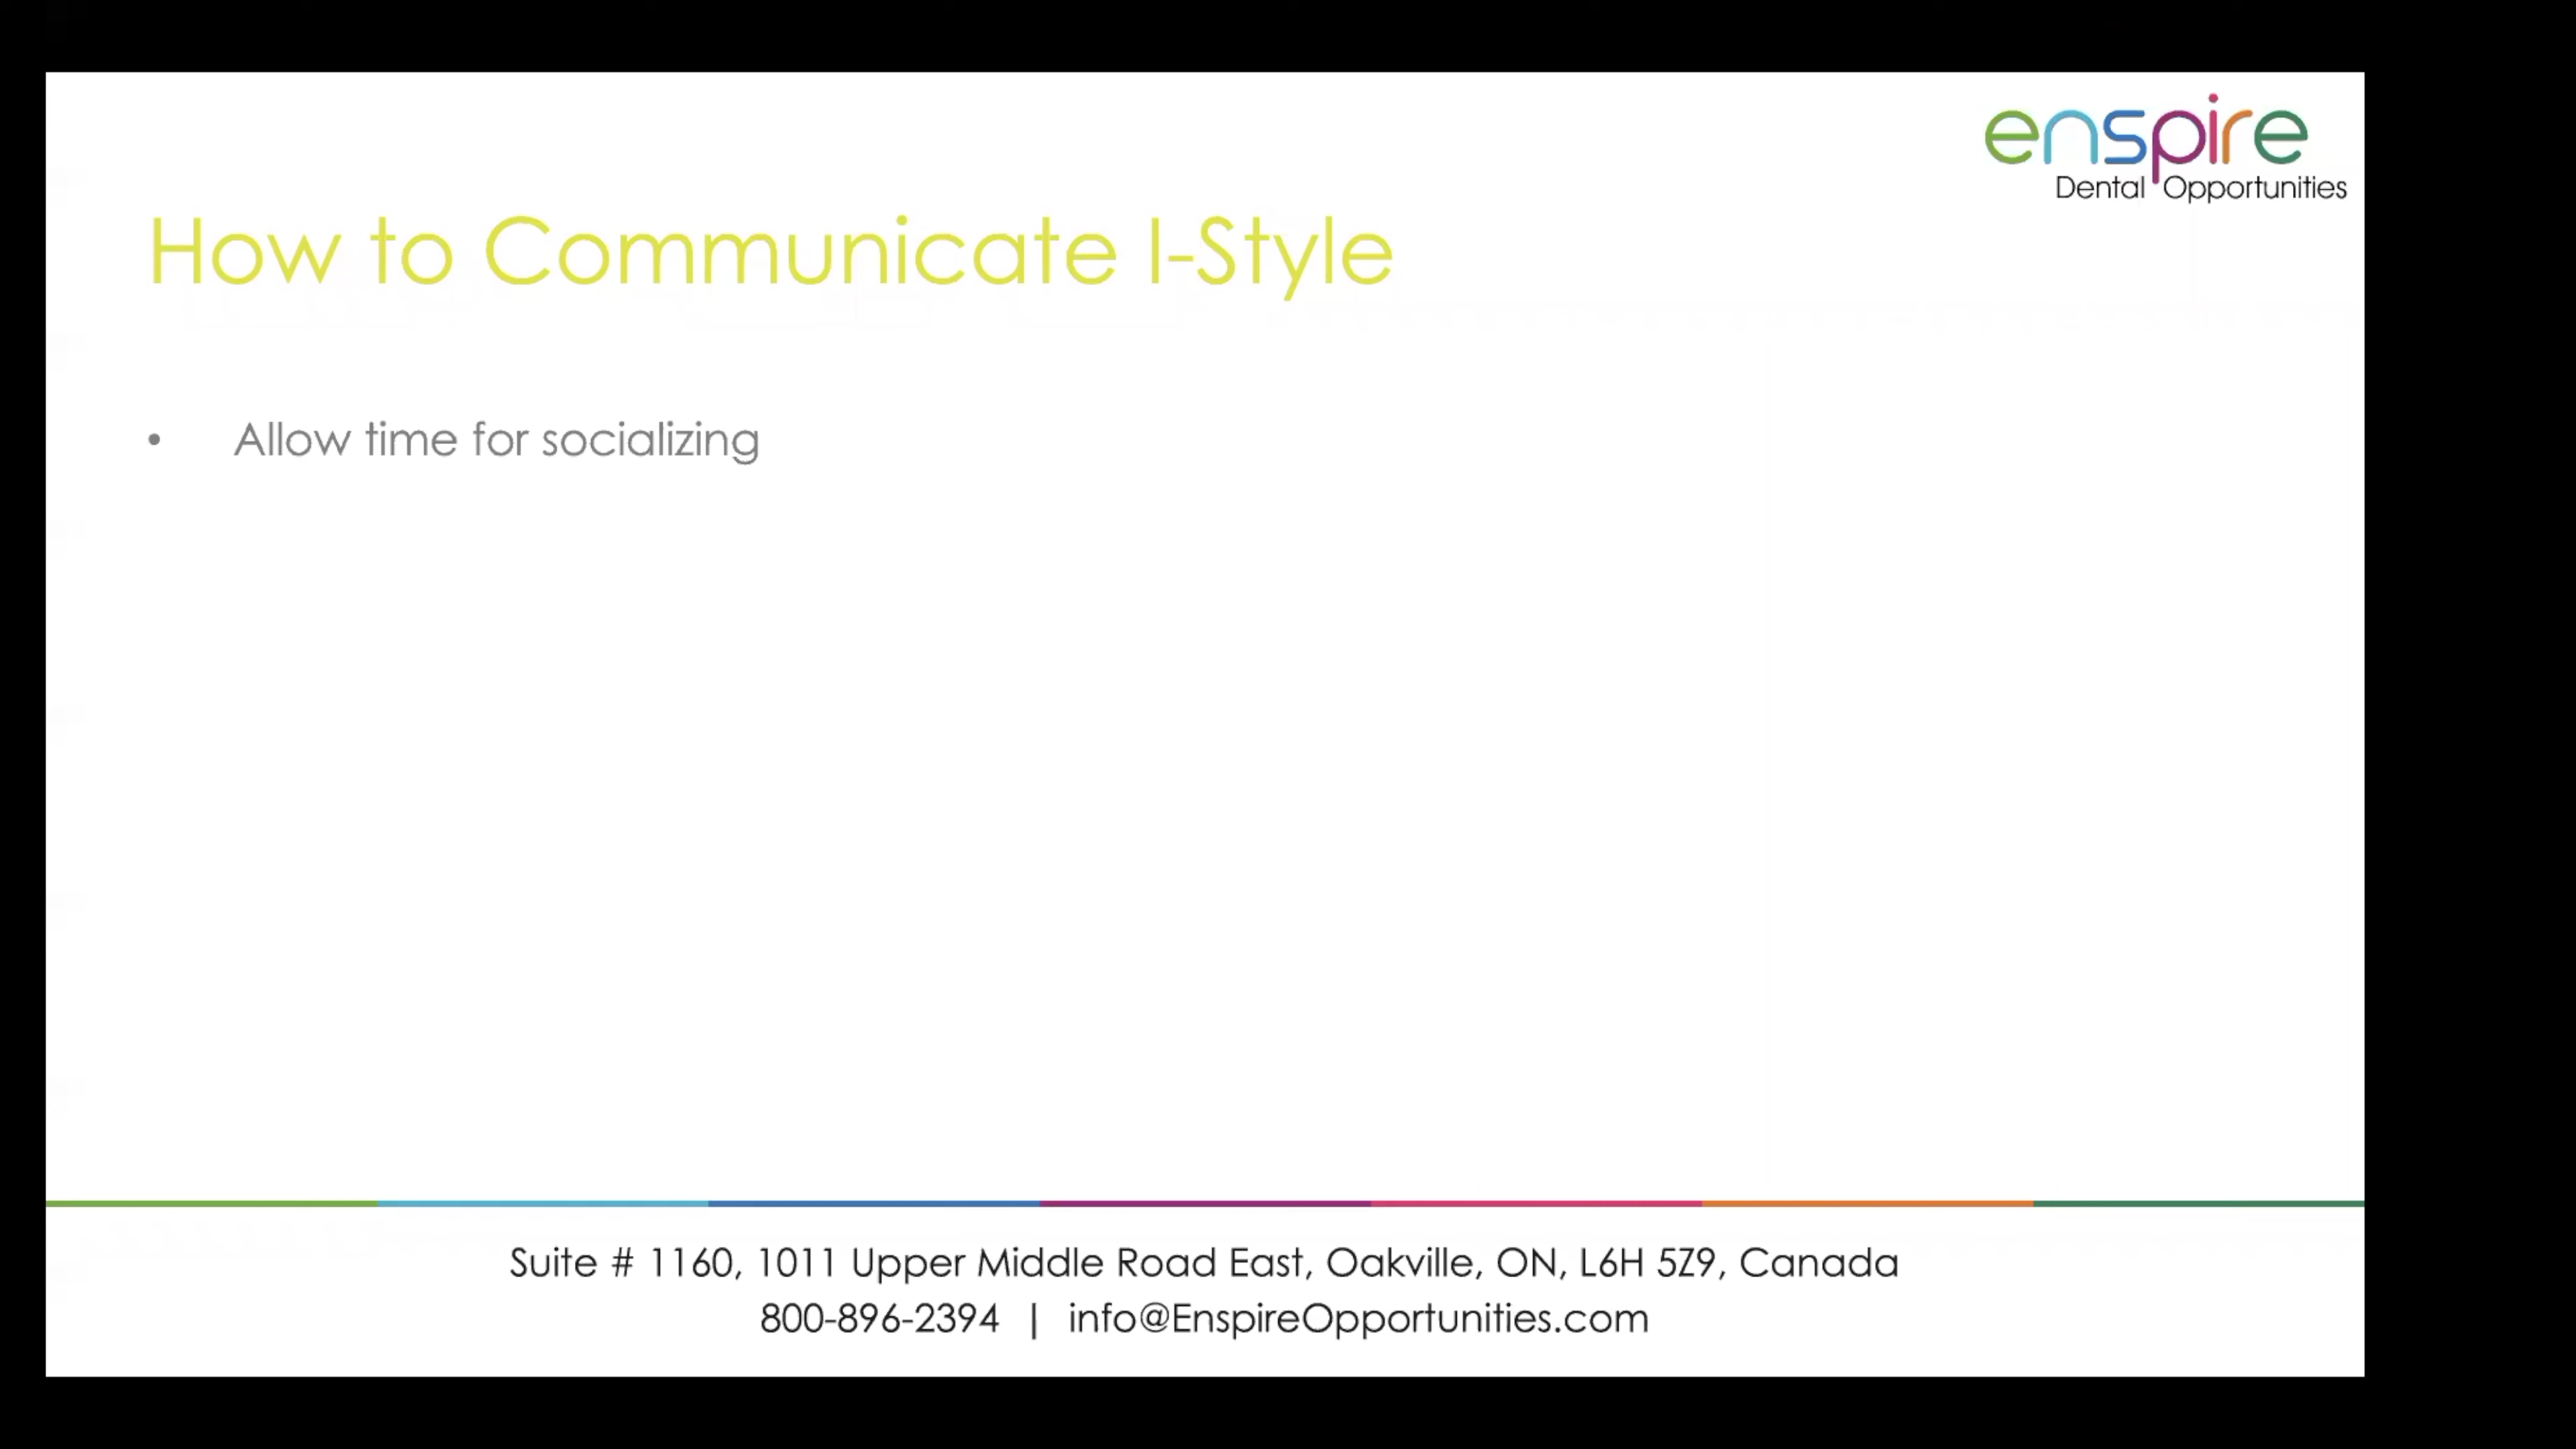 enspire
Dental Opportunities
How to Communicate I-Style
• Allow time for socializing
Suite # 1160, 1011 Upper Middle Road East, Oakville, ON, L6H 5Z9, Canada
800-896-2394 | info@EnspireOpportunities.com